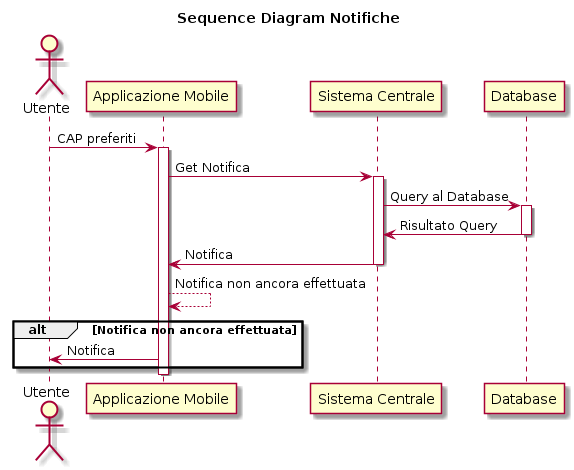 Sequence Diagram Notifiche
Utente
Applicazione Mobile
Sistema Centrale
Database
CAP preferiti
Get Notifica
Query al Database
Risultato Query
Notifica
Notifica non ancora effettuata
alt [Notifica non ancora effettuata]
Notifica
Utente
Applicazione Mobile
Sistema Centrale
Database